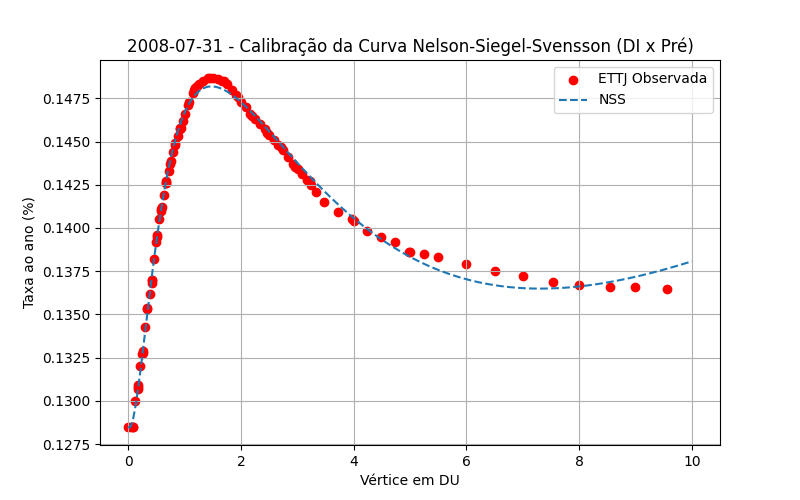 2008-07-31 - Calibração da Curva Nelson-Siegel-Svensson (DI x Pré)
ETTJ Observada
NSS
Taxa ao ano (%)
0.1475
0.1450
0.1425
0.1400
0.1375
0.1350
0.1325
0.1300
0.1275
0 2 4 6 8 10
Vértice em DU